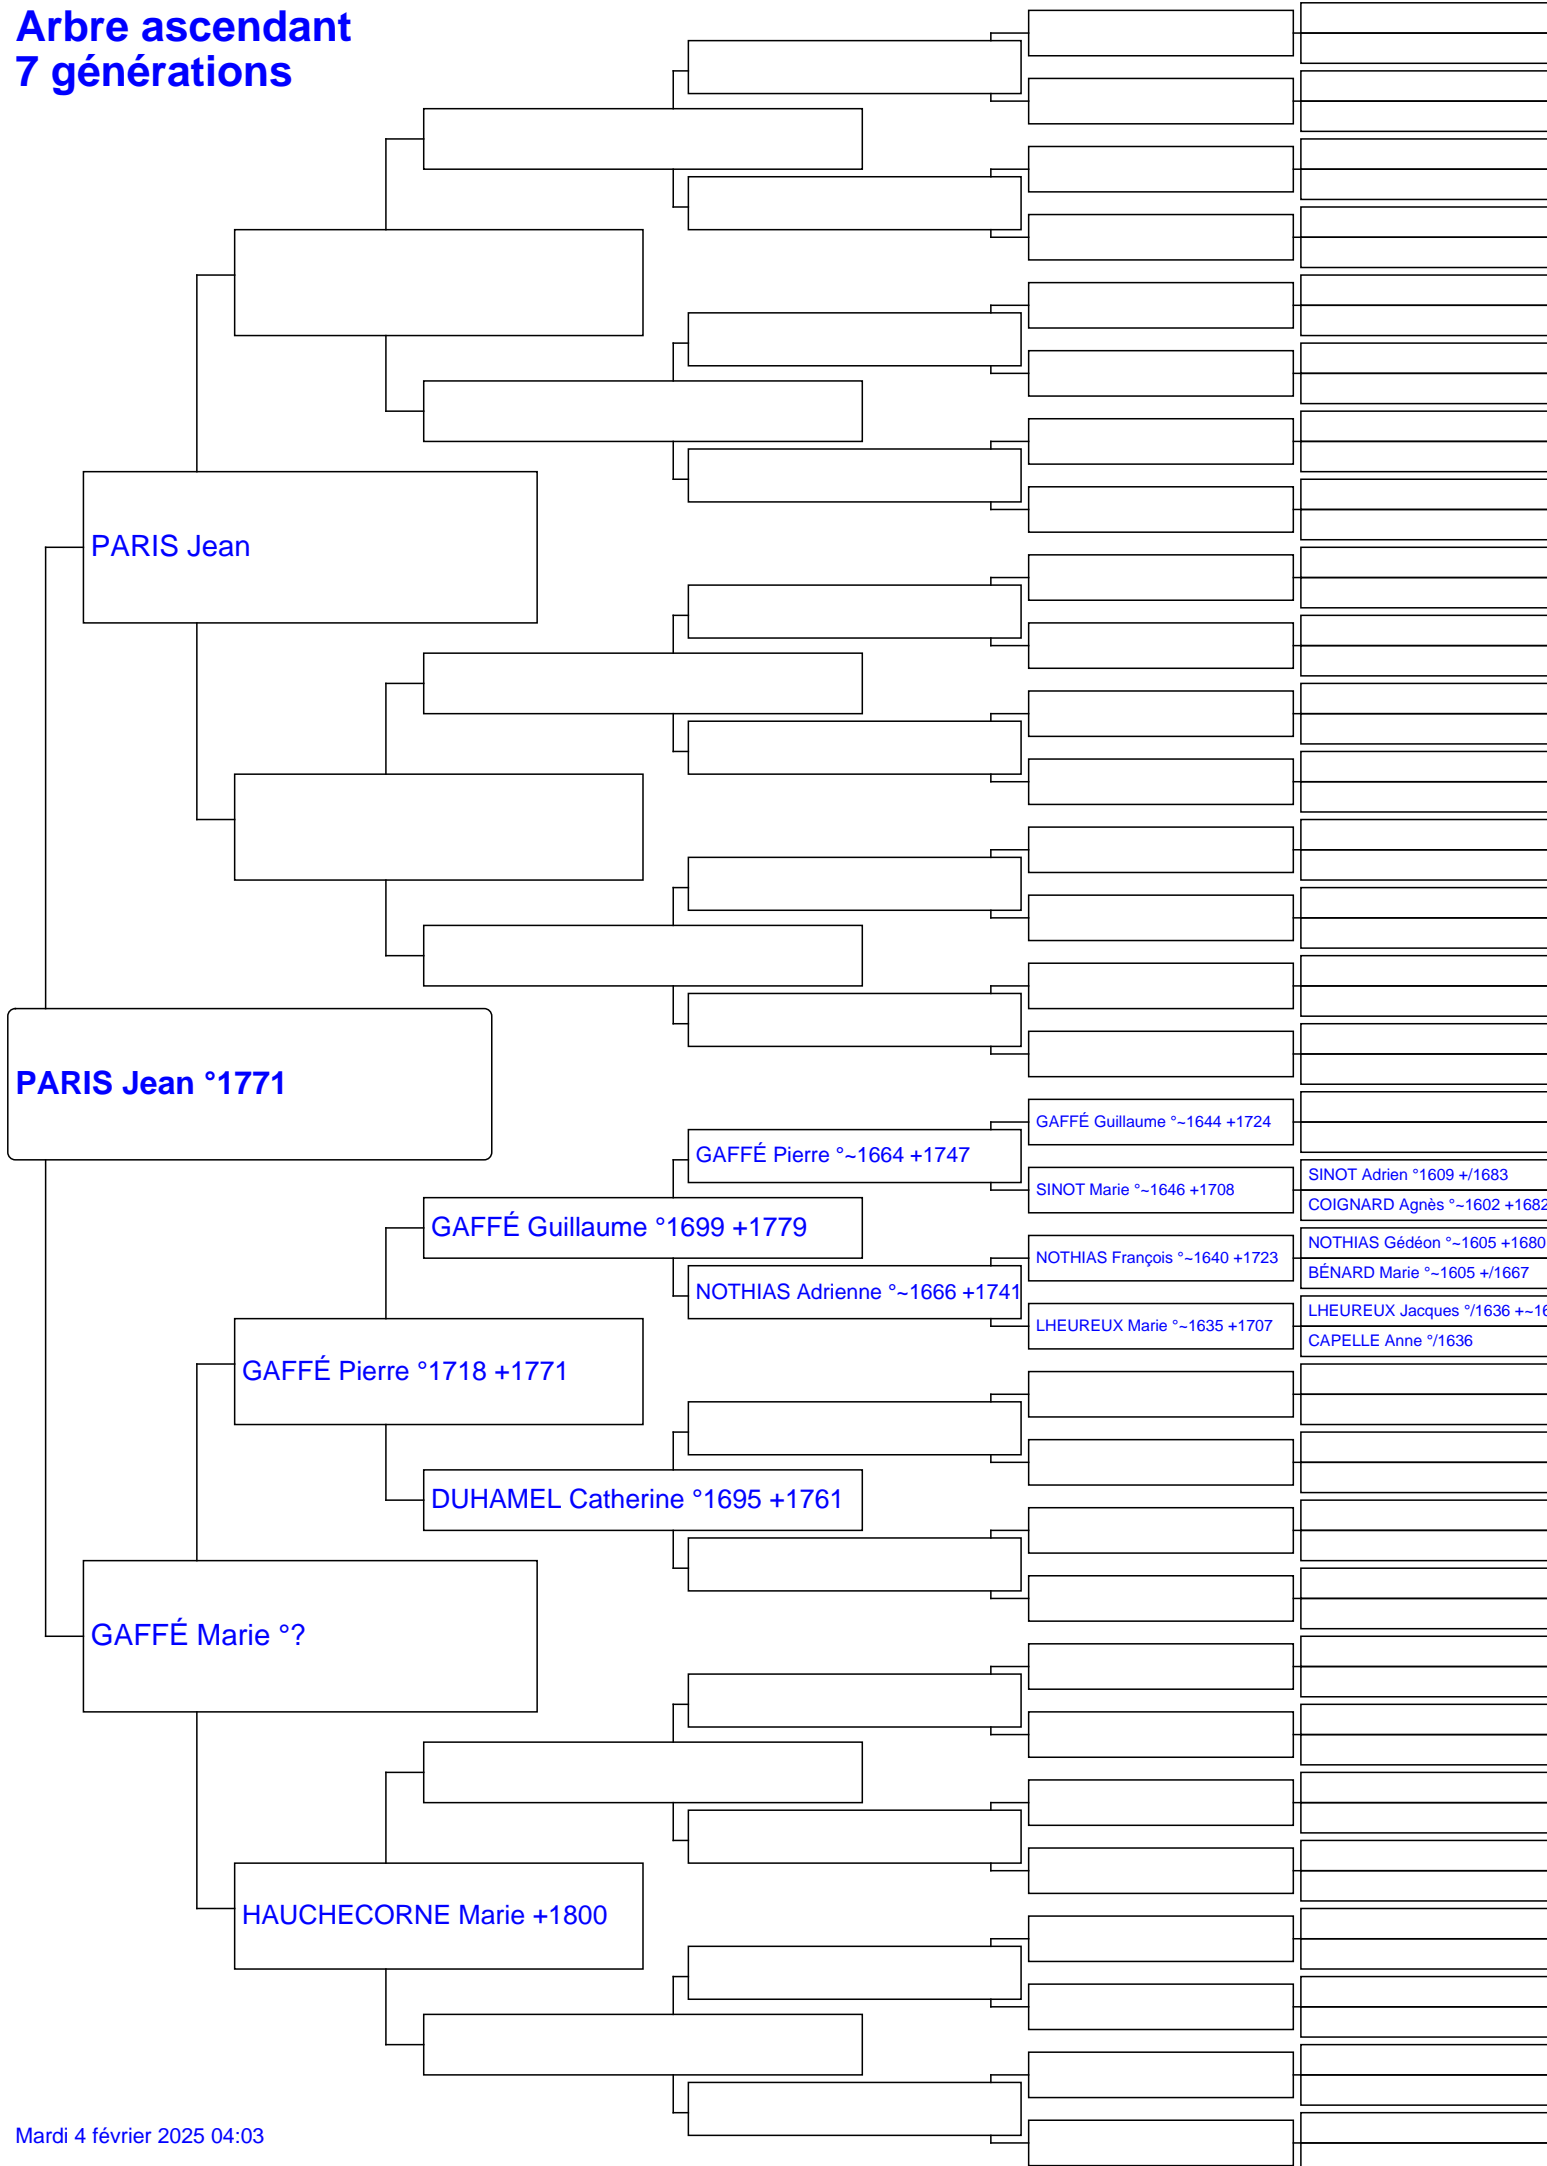 Arbre ascendant
7 générations
PARIS Jean
PARIS Jean °1771
GAFFÉ Guillaume °~1644 +1724
GAFFÉ Pierre °~1664 +1747
SINOT Adrien °1609 +/1683
SINOT Marie °~1646 +1708
COIGNARD Agnès °~1602 +1682
GAFFÉ Guillaume °1699 +1779
NOTHIAS Gédéon °~1605 +1680
NOTHIAS François °~1640 +1723
BÉNARD Marie °~1605 +/1667
NOTHIAS Adrienne °~1666 +1741
LHEUREUX Jacques °/1636 +~16
LHEUREUX Marie °~1635 +1707
CAPELLE Anne °/1636
GAFFÉ Pierre °1718 +1771
DUHAMEL Catherine °1695 +1761
GAFFÉ Marie °?
HAUCHECORNE Marie +1800
Mardi 4 février 2025 04:03